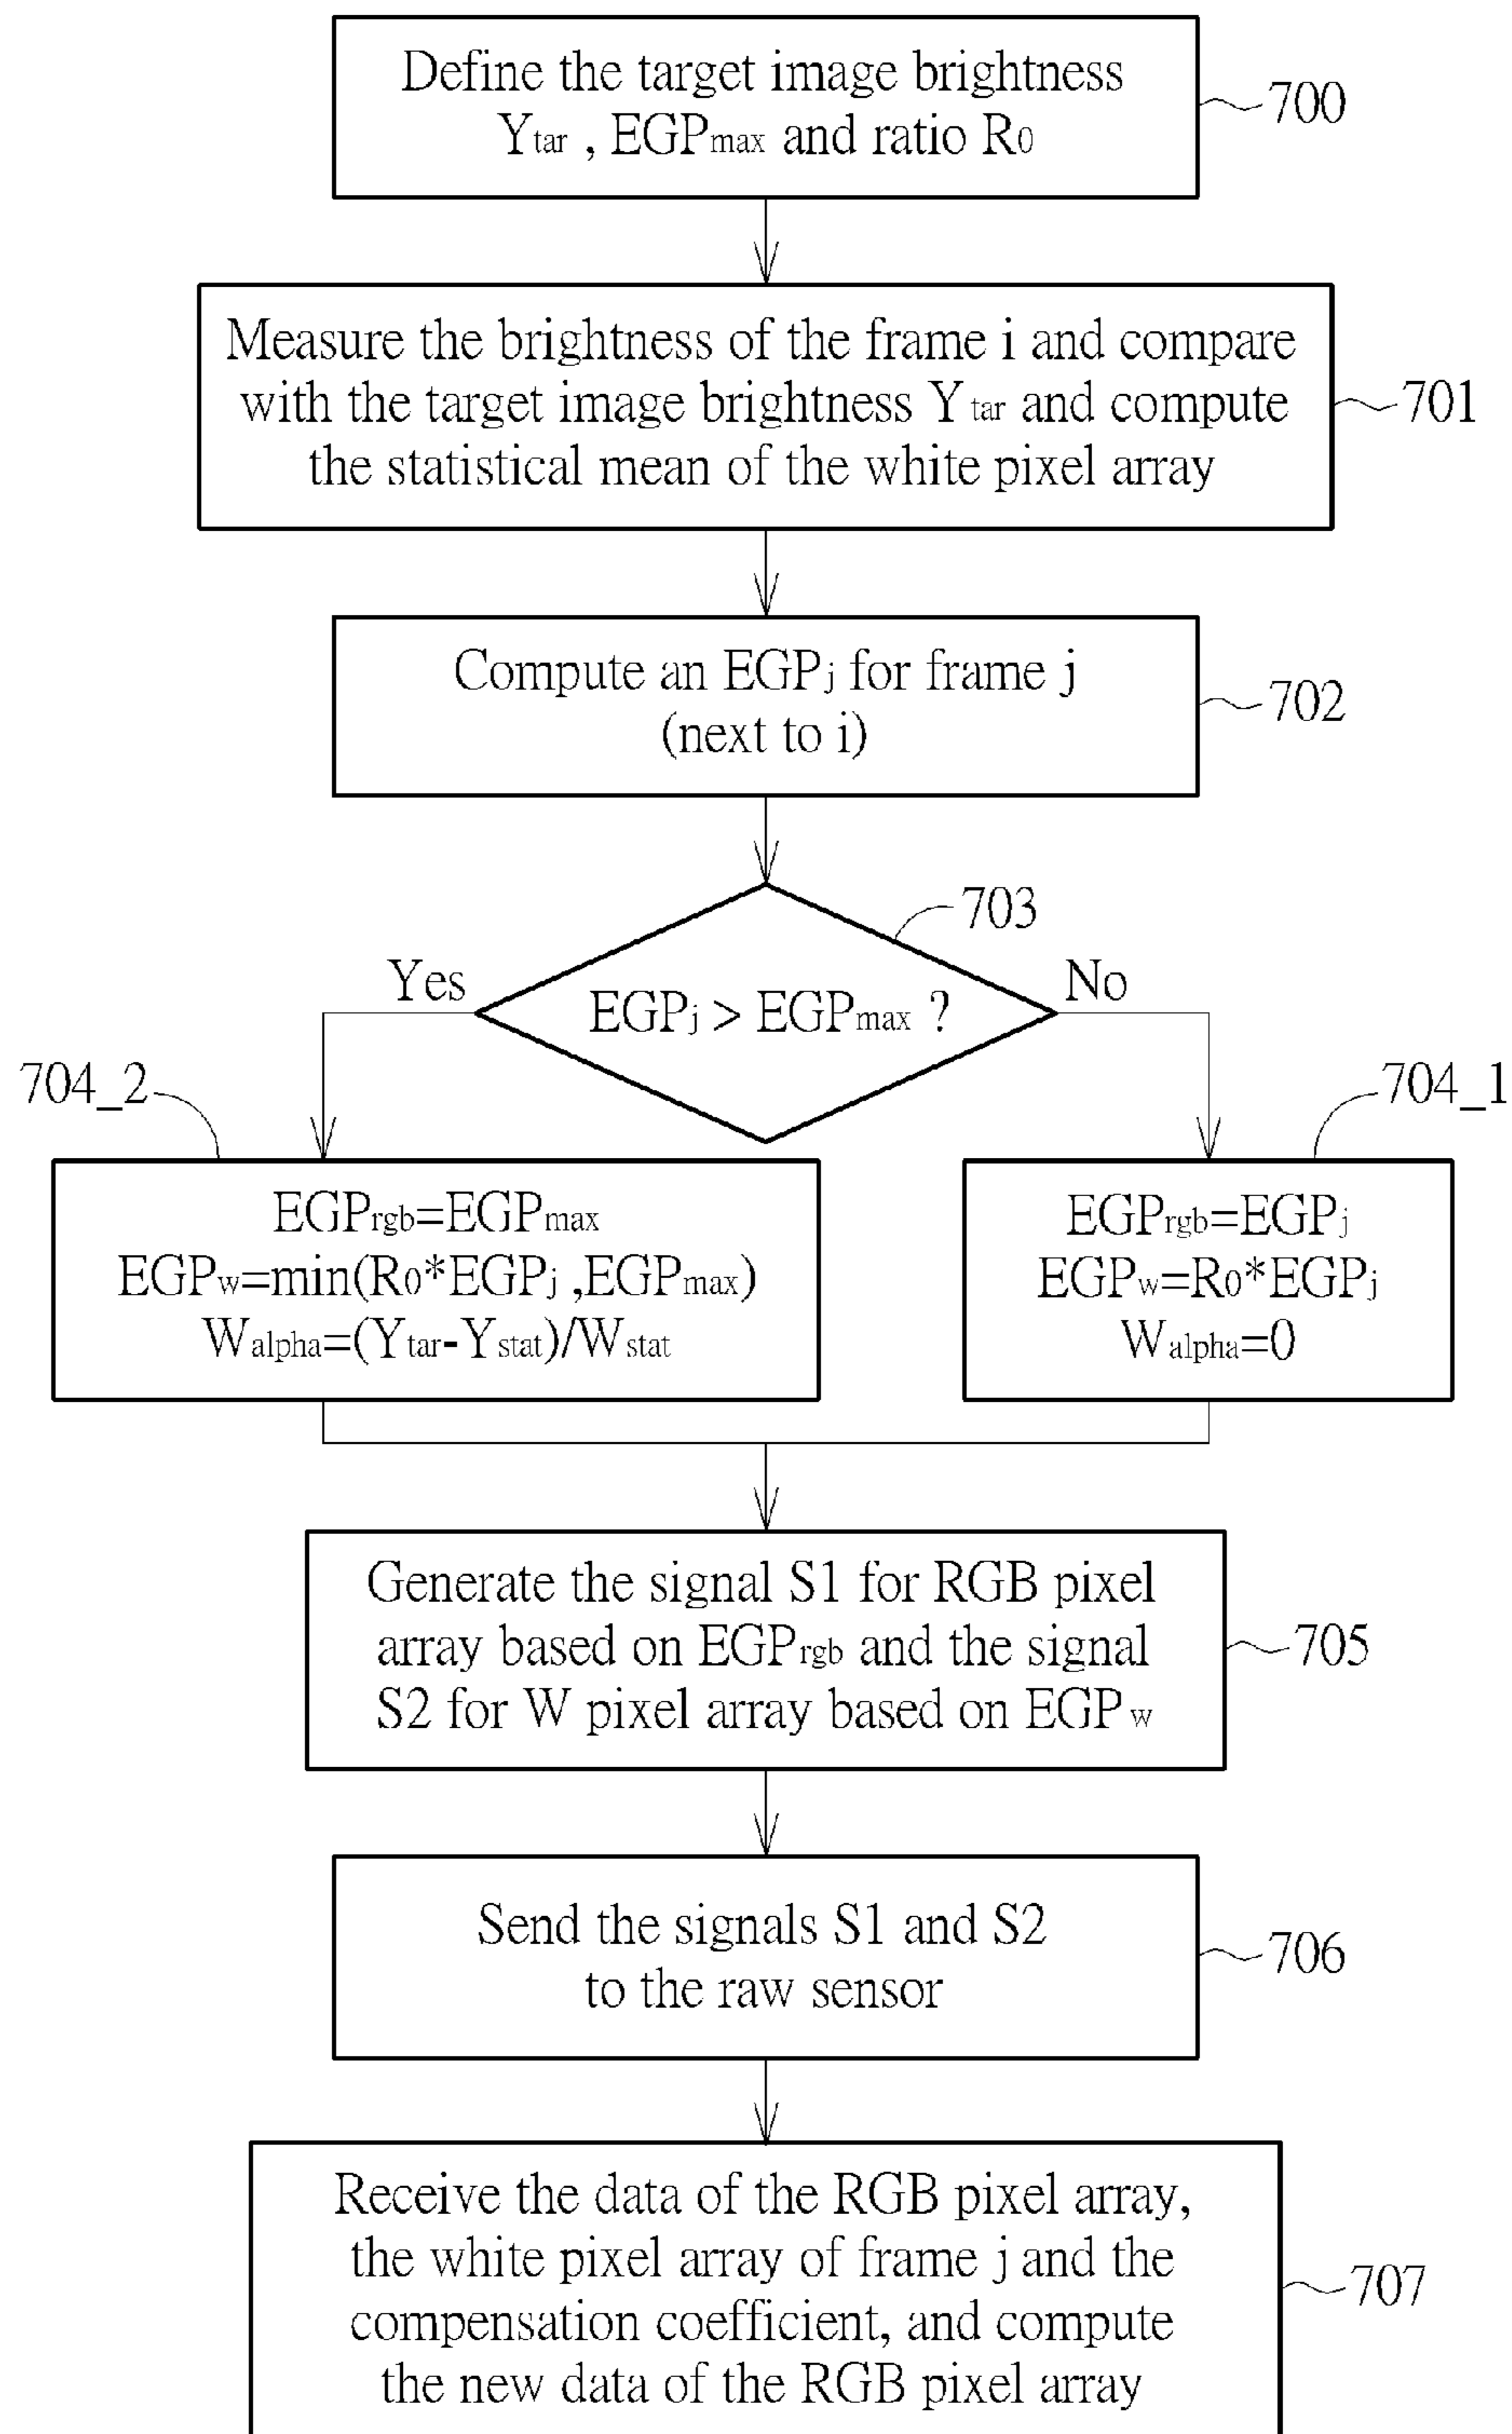 Define the target image brightness
Ytar , EGPmax and ratio R0
700
Measure the brightness of the frame i and compare
with the target image brightness Ytar and compute
the statistical mean of the white pixel array
701
Compute an EGPj for frame j
(next to i)
702
703
Yes
EGPj > EGPmax ?
No
704_2
704_1
EGPrgb=EGPmax
EGPw=min(R0*EGPj ,EGPmax)
Walpha=(Ytar-Ystat)/Wstat
EGPrgb=EGPj
EGPw=R0*EGPj
Walpha=0
Generate the signal S1 for RGB pixel
array based on EGPrgb and the signal
S2 for W pixel array based on EGPw
705
Send the signals S1 and S2
to the raw sensor
706
Receive the data of the RGB pixel array,
the white pixel array of frame j and the
compensation coefficient, and compute
the new data of the RGB pixel array
707